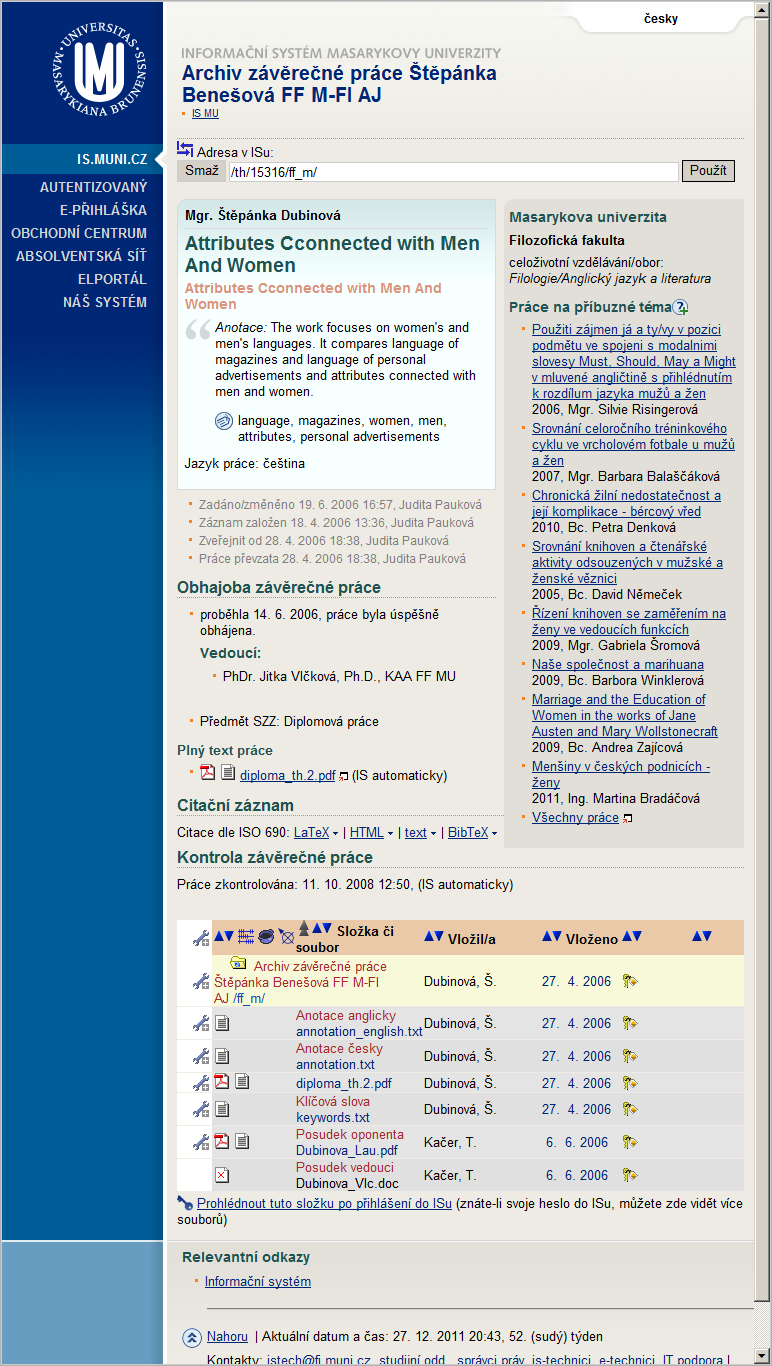 UNIVERSITAS MASARYKIANA BRUNENSIS
česky
INFORMAČNÍ SYSTÉM MASARYKOVY UNIVERZITY
Archiv závěrečné práce Štěpánka
Benešová FF M-FI AJ
IS MU
IS.MUNI.CZ
AUTENTIZOVANÝ
E-PŘIHLÁŠKA
OBCHODNÍ CENTRUM
ABSOLVENTSKÁ SÍŤ
ELPORTÁL
NÁŠ SYSTÉM
Adresa v ISu:
Smaž /th/15316/ff_m/ Použít
Mgr. Štěpánka Dubinová
Attributes Cconnected with Men
And Women
Attributes Cconnected with Men And
Women
Anotace: The work focuses on women's and
men's languages. It compares language of
magazines and language of personal
advertisements and attributes connected with
men and women.
language, magazines, women, men,
attributes, personal advertisements
Jazyk práce: čeština
Zadáno/změněno 19. 6. 2006 16:57, Judita Pauková
Záznam založen 18. 4. 2006 13:36, Judita Pauková
Zveřejnit od 28. 4. 2006 18:38, Judita Pauková
Práce převzata 28. 4. 2006 18:38, Judita Pauková
Obhajoba závěrečné práce
proběhla 14. 6. 2006, práce byla úspěšně
obhájena.
Vedoucí:
PhDr. Jitka Vlčková, Ph.D., KAA FF MU
Předmět SZZ: Diplomová práce
Plný text práce
diploma_th.2.pdf (IS automaticky)
Citační záznam
Citace dle ISO 690: LaTeX | HTML | text | BibTeX
Masarykova univerzita
Filozofická fakulta
celoživotní vzdělávání/obor:
Filologie/Anglický jazyk a literatura
Práce na příbuzné téma
Použiti zájmen já a ty/vy v pozici
podmětu ve spojeni s modalnimi
slovesy Must, Should, May a Might
v mluvené angličtině s přihlédnutím
k rozdílum jazyka mužů a žen
2006, Mgr. Silvie Risingerová
Srovnání celoročního tréninkového
cyklu ve vrcholovém fotbale u mužů
a žen
2007, Mgr. Barbara Balaščáková
Chronická žilní nedostatečnost a
její komplikace - bércový vřed
2010, Bc. Petra Denková
Srovnání knihoven a čtenářské
aktivity odsouzených v mužské a
ženské věznici
2005, Bc. David Němeček
Řízení knihoven se zaměřením na
ženy ve vedoucích funkcích
2009, Mgr. Gabriela Šromová
Naše společnost a marihuana
2009, Bc. Barbora Winklerová
Marriage and the Education of
Women in the works of Jane
Austen and Mary Wollstonecraft
2009, Bc. Andrea Zajícová
Menšiny v českých podnicích -
ženy
2011, Ing. Martina Bradáčová
Všechny práce
Kontrola závěrečné práce
Práce zkontrolována: 11. 10. 2008 12:50, (IS automaticky)
Složka či
soubor
Vložil/a Vloženo
Archiv závěrečné práce
Štěpánka Benešová FF M-FI
AJ /ff_m/
Dubinová, Š. 27. 4. 2006
Anotace anglicky
annotation_english.txt Dubinová, Š. 27. 4. 2006
Anotace česky
annotation.txt Dubinová, Š. 27. 4. 2006
diploma_th.2.pdf Dubinová, Š. 27. 4. 2006
Klíčová slova
keywords.txt Dubinová, Š. 27. 4. 2006
Posudek oponenta
Dubinova_Lau.pdf Kačer, T. 6. 6. 2006
Posudek vedouci
Dubinova_Vlc.doc Kačer, T. 6. 6. 2006
Prohlédnout tuto složku po přihlášení do ISu (znáte-li svoje heslo do ISu, můžete zde vidět více
souborů)
Relevantní odkazy
Informační systém
Nahoru | Aktuální datum a čas: 27. 12. 2011 20:43, 52. (sudý) týden
Kontakty: istech@fi.muni.cz, studijní odd., správci práv, is-technici, e-technici, IT podpora |